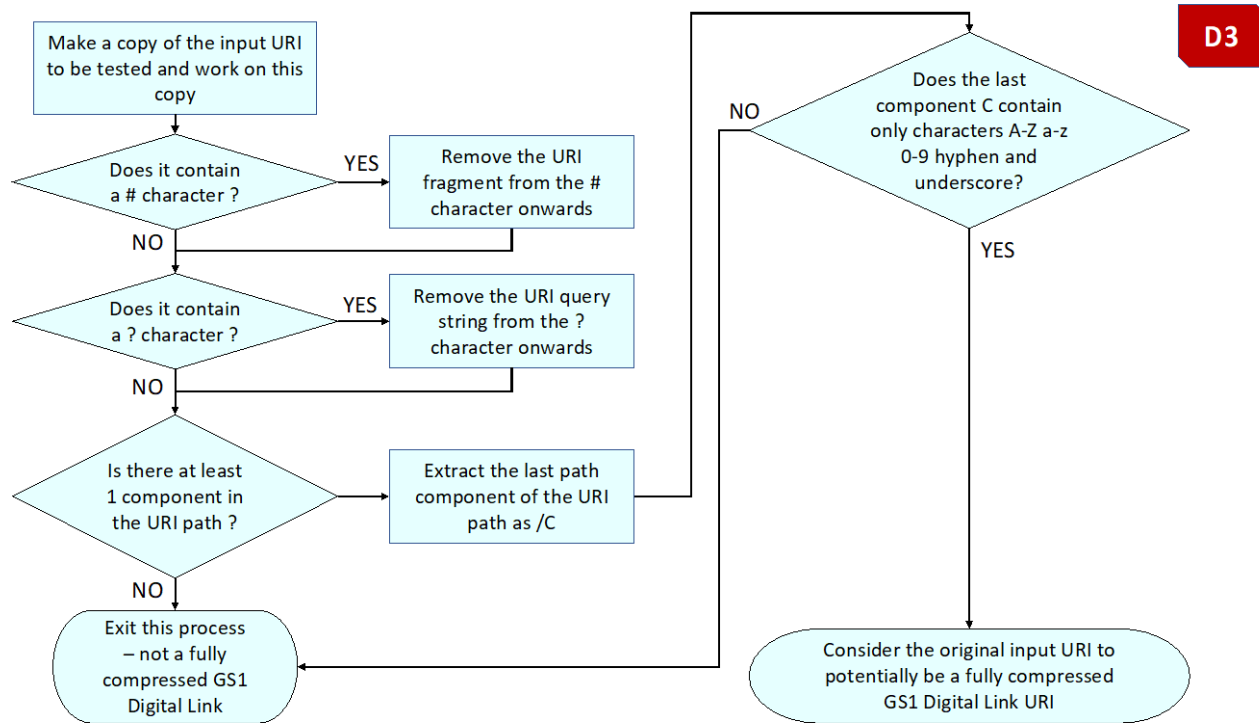 Make a copy of the input URI
to be tested and work on this
copy
Does it contain
a # character ?
YES
Remove the URI
fragment from the #
character onwards
NO
Does it contain
a ? character ?
YES
Remove the URI query
string from the ?
character onwards
NO
Is there at least
1 component in
the URI path ?
Extract the last path
component of the URI
path as /C
NO
Exit this process
– not a fully
compressed GS1
Digital Link
D3
Does the last
component C contain
only characters A-Z a-z
0-9 hyphen and
underscore?
NO
YES
Consider the original input URI to
potentially be a fully compressed
GS1 Digital Link URI